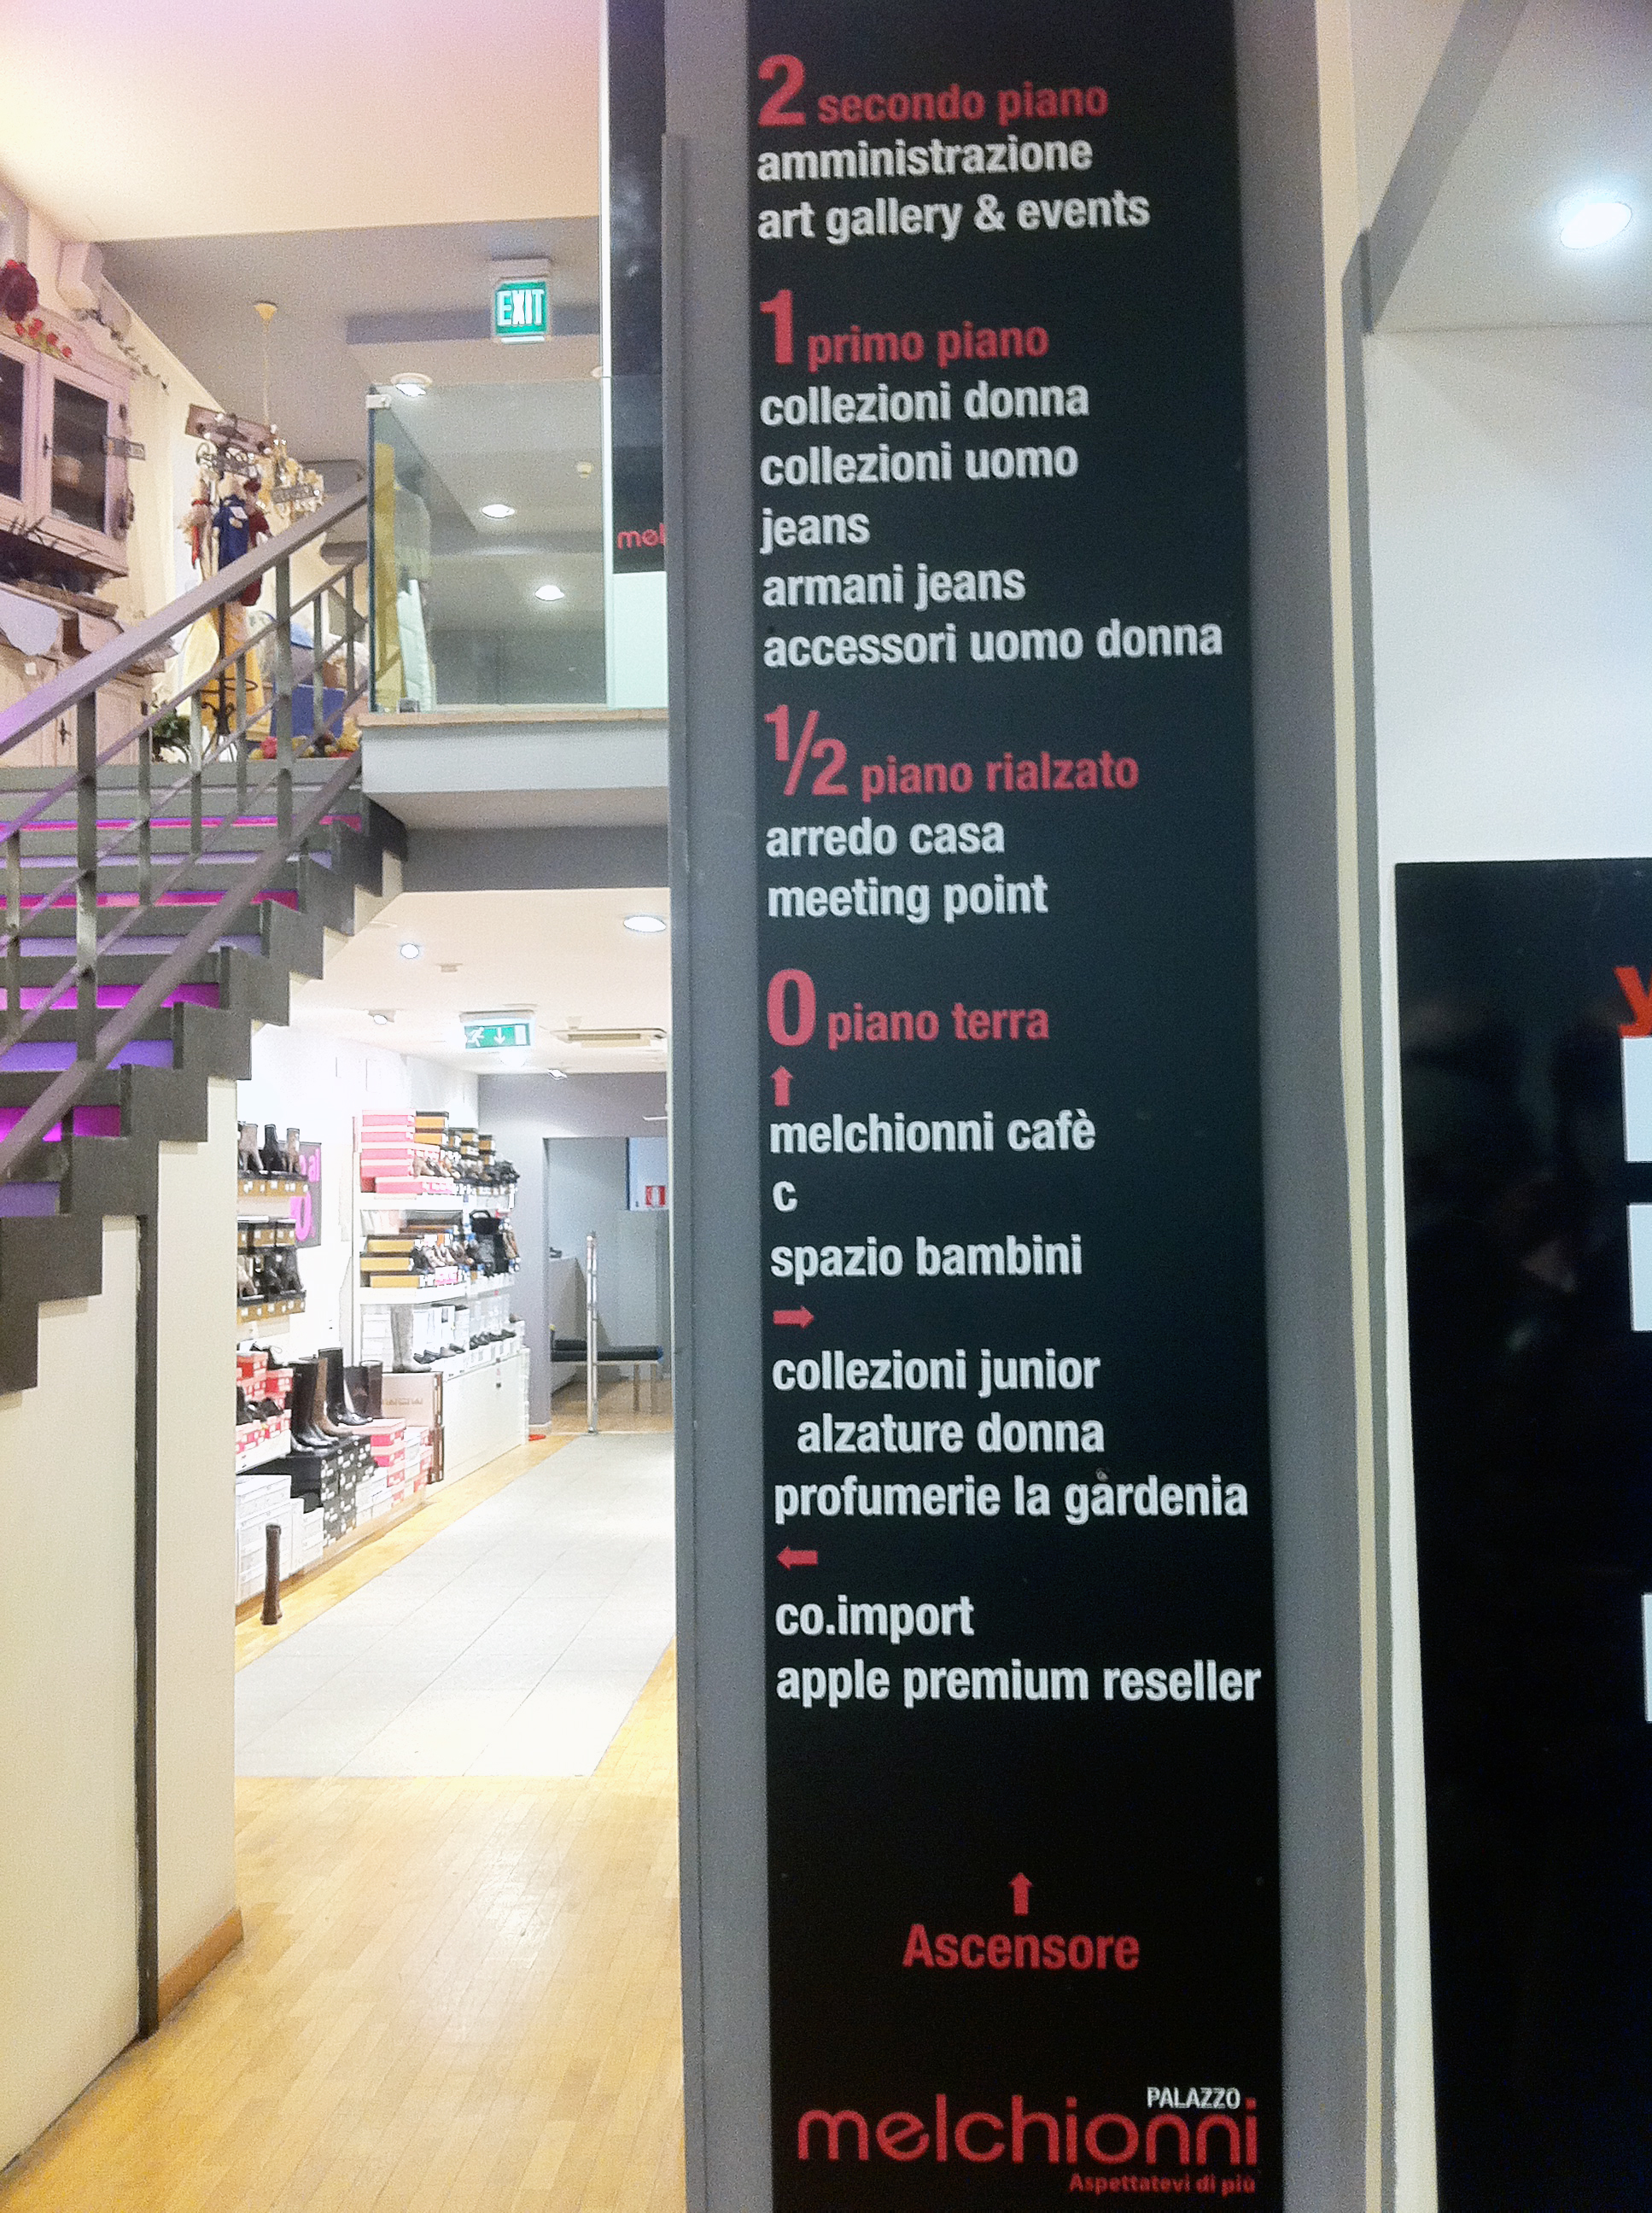 2 secondo piano
amministrazione
art gallery & events
1 primo piano
collezioni donna
collezioni uomo
jeans
armani jeans
accessori uomo donna
1/2 piano rialzato
arredo casa
meeting point
0 piano terra
melchionni cafè
c
spazio bambini
collezioni junior
alzature donna
profumerie la gardenia
co.import
apple premium reseller
Ascensore
PALAZZO
melchionni
Aspettatevi di più
EXIT
mel